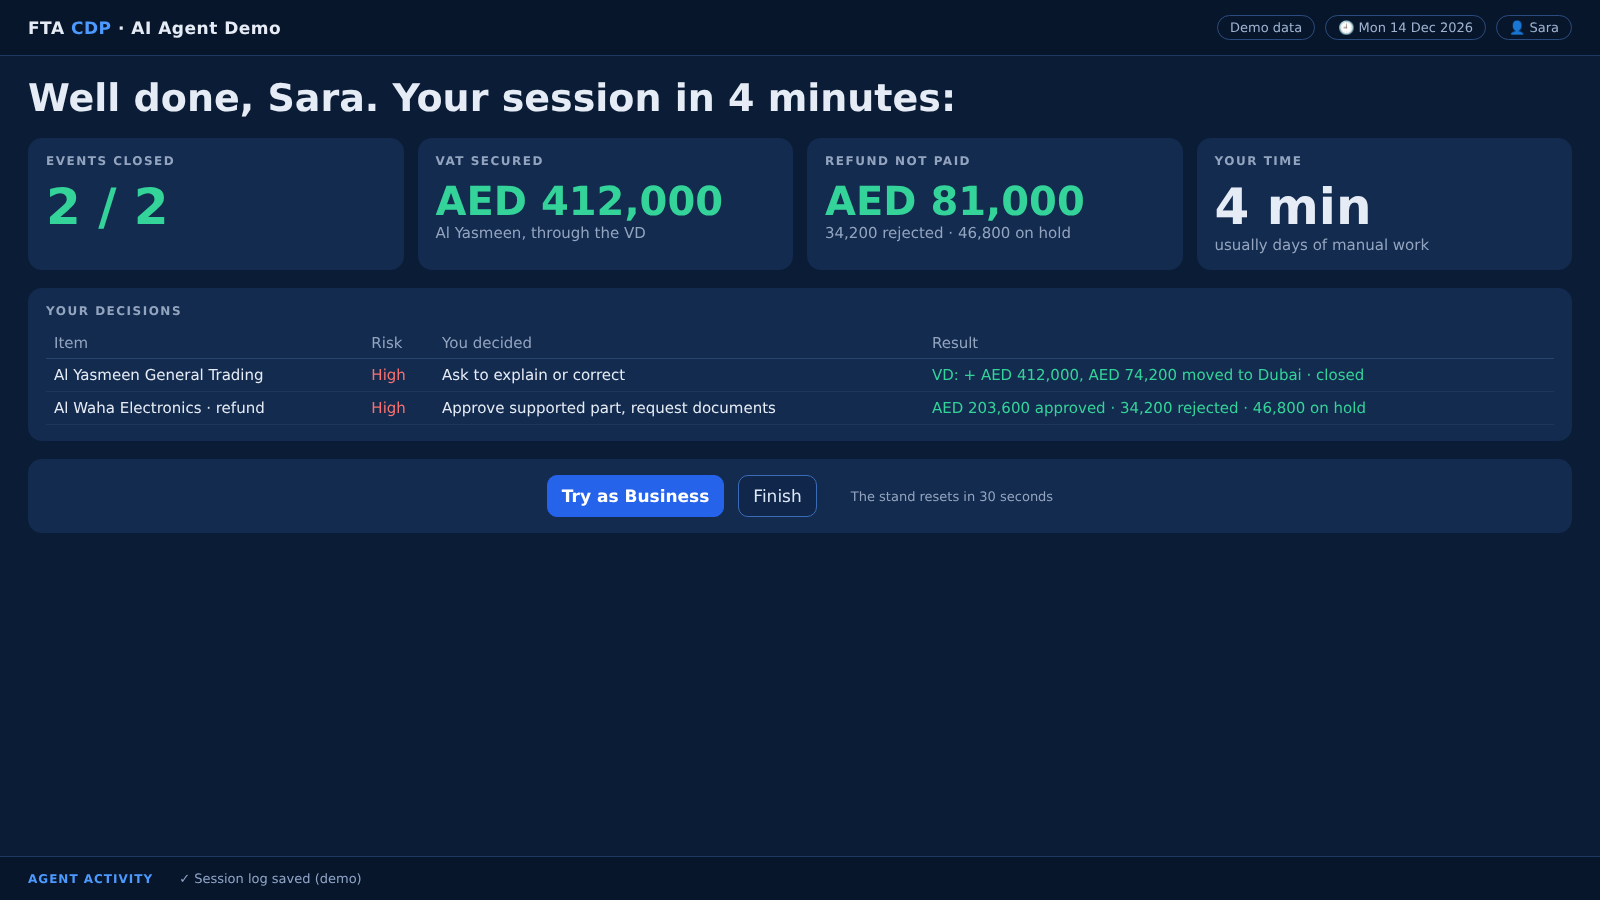 FTA CDP · AI Agent Demo
Demo data
🕘 Mon 14 Dec 2026
👤 Sara
Well done, Sara. Your session in 4 minutes:
EVENTS CLOSED
2 / 2
VAT SECURED
AED 412,000
Al Yasmeen, through the VD
REFUND NOT PAID
AED 81,000
34,200 rejected · 46,800 on hold
YOUR TIME
4 min
usually days of manual work
YOUR DECISIONS
Item Risk You decided Result
Al Yasmeen General Trading High Ask to explain or correct VD: + AED 412,000, AED 74,200 moved to Dubai · closed
Al Waha Electronics · refund High Approve supported part, request documents AED 203,600 approved · 34,200 rejected · 46,800 on hold
Try as Business
Finish
The stand resets in 30 seconds
AGENT ACTIVITY
✓ Session log saved (demo)